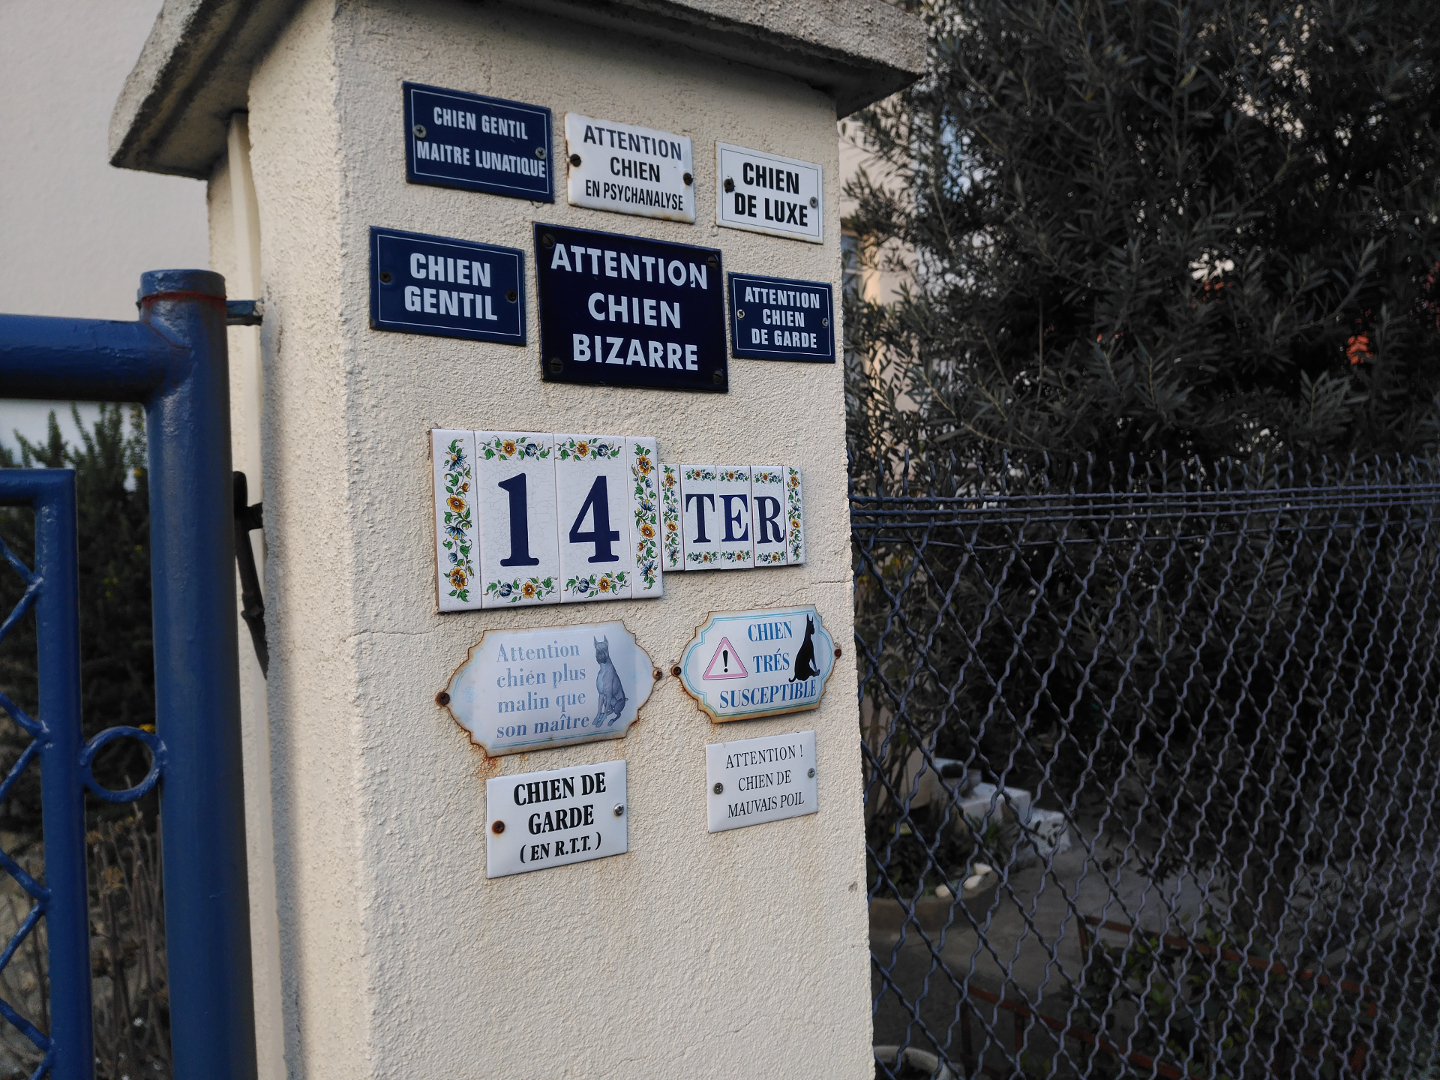 CHIEN GENTIL
MAITRE LUNATIQUE
ATTENTION
CHIEN
EN PSYCHANALYSE
CHIEN
DE LUXE
CHIEN
GENTIL
ATTENTION
CHIEN
BIZARRE
ATTENTION
CHIEN
DE GARDE
14 TER
Attention
chien plus
malin que
son maître
CHIEN
TRÉS
SUSCEPTIBLE
CHIEN DE
GARDE
( EN R.T.T. )
ATTENTION !
CHIEN DE
MAUVAIS POIL